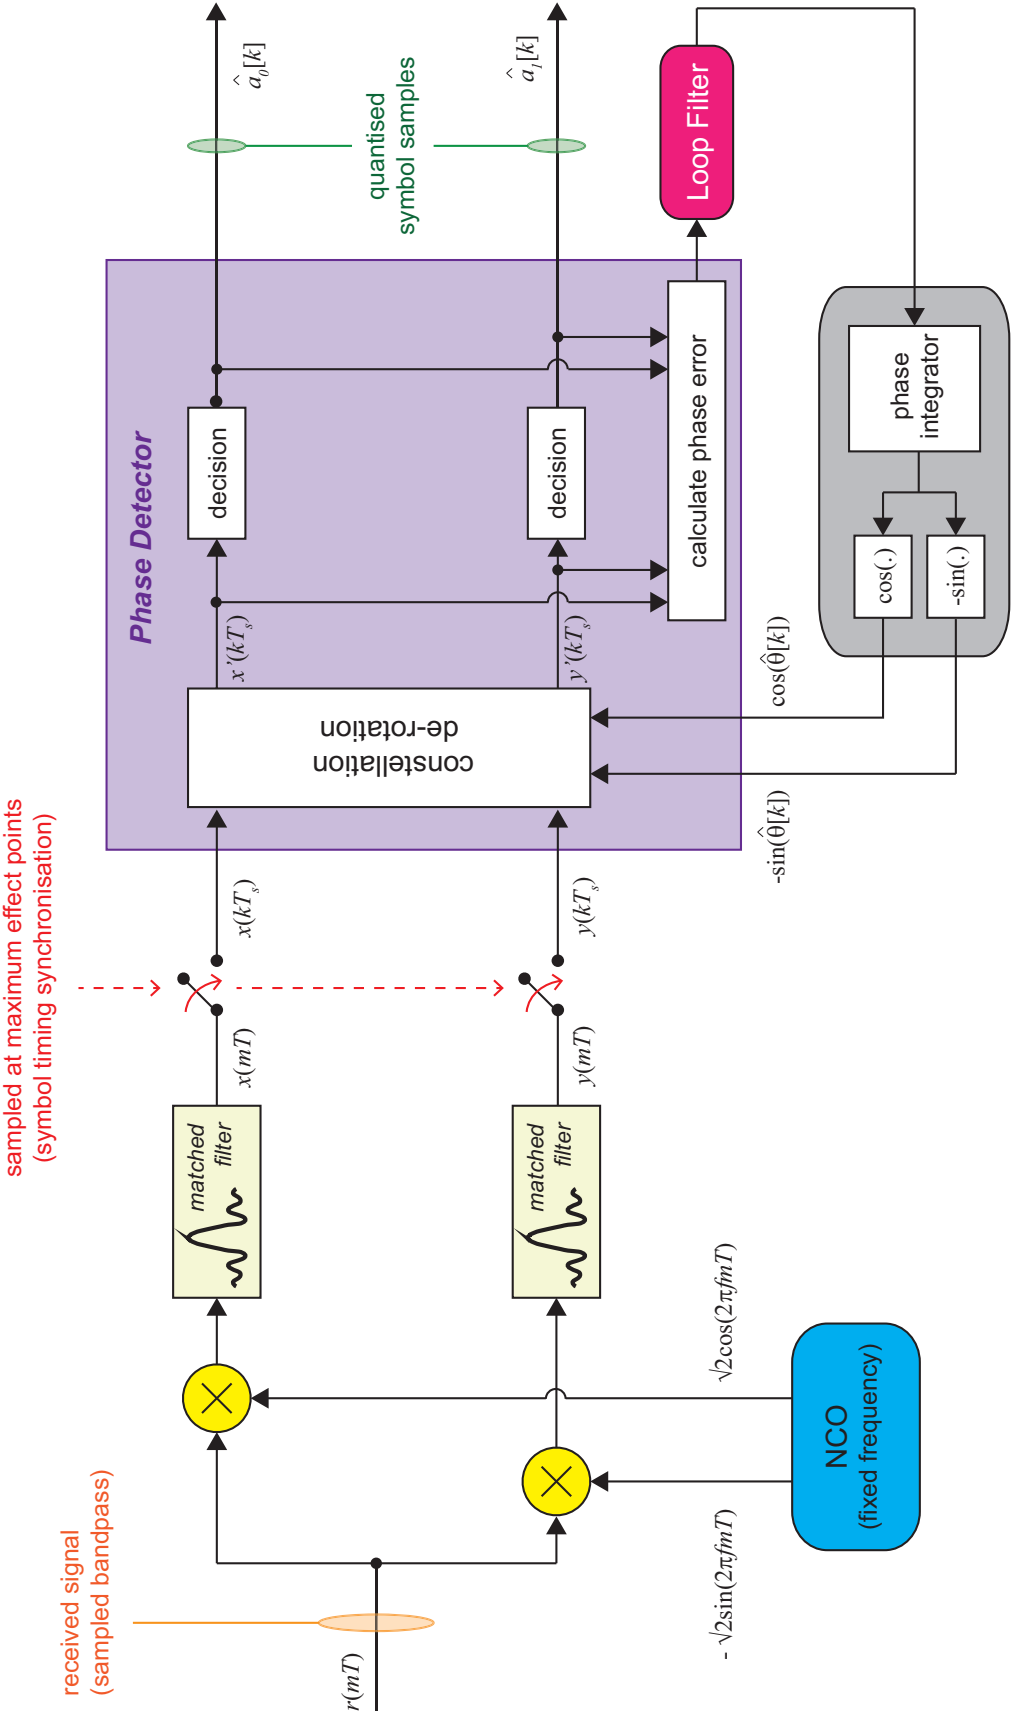 received signal
(sampled bandpass)
r(mT)
sampled at maximum effect points
(symbol timing synchronisation)
matched
filter
x(mT)
x(kTₛ)
matched
filter
y(mT)
y(kTₛ)
√2cos(2πfmT)
- √2sin(2πfmT)
NCO
(fixed frequency)
Phase Detector
constellation
de-rotation
x’(kTₛ)
y’(kTₛ)
decision
decision
calculate phase error
â₀[k]
â₁[k]
quantised
symbol samples
Loop Filter
phase
integrator
cos(.)
-sin(.)
cos(θ̂[k])
-sin(θ̂[k])